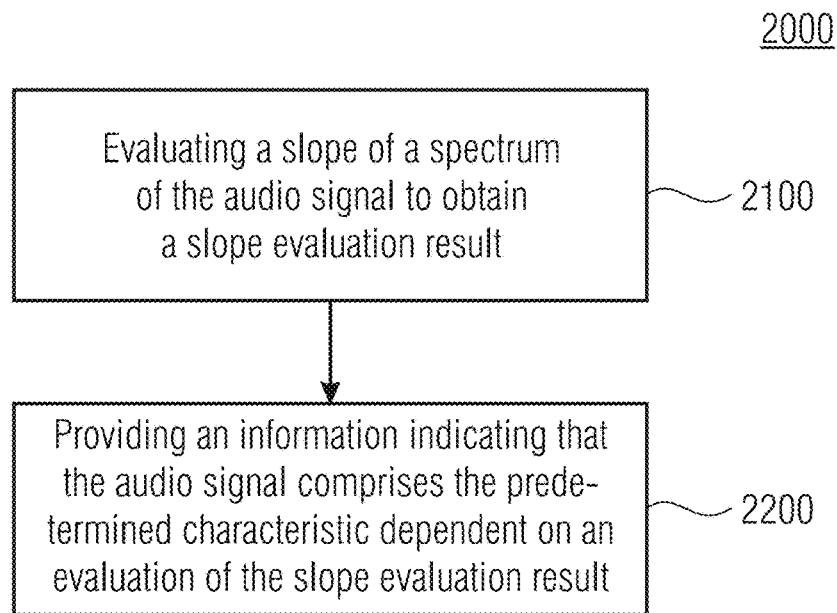 2000
Evaluating a slope of a spectrum
of the audio signal to obtain
a slope evaluation result
2100
Providing an information indicating that
the audio signal comprises the prede-
termined characteristic dependent on an
evaluation of the slope evaluation result
2200